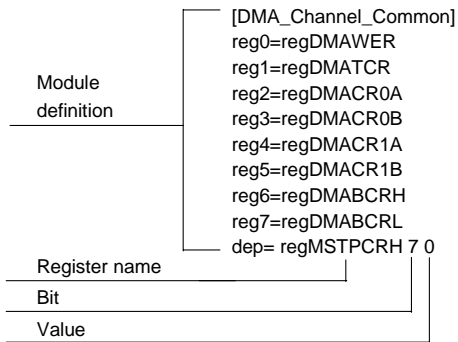 [DMA_Channel_Common]
reg0=regDMAWER
reg1=regDMATCR
reg2=regDMACR0A
reg3=regDMACR0B
reg4=regDMACR1A
reg5=regDMACR1B
reg6=regDMABCRH
reg7=regDMABCRL
dep= regMSTPCRH 7 0
Module
definition
Register name
Bit
Value